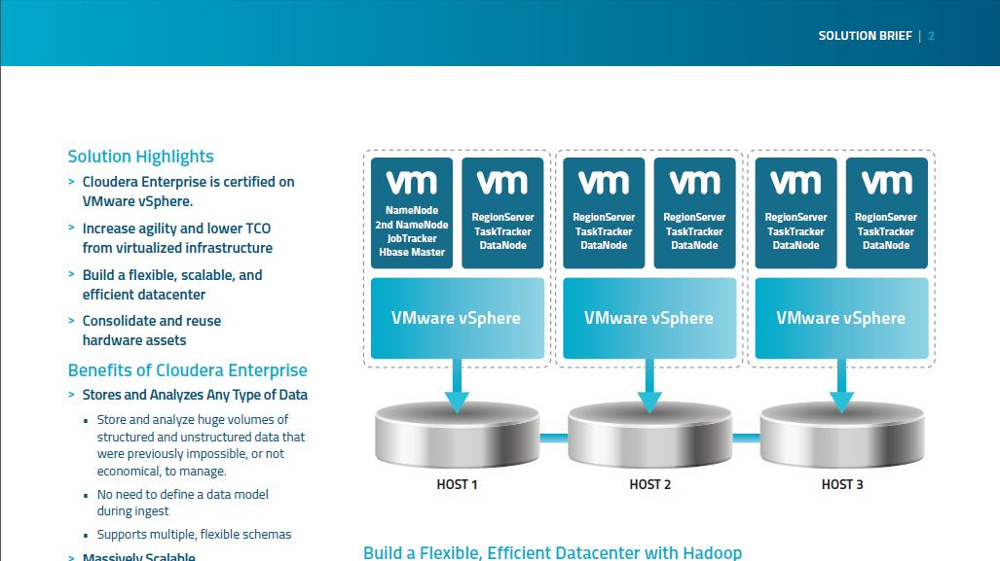 SOLUTION BRIEF | 2
Solution Highlights
> Cloudera Enterprise is certified on
VMware vSphere.
> Increase agility and lower TCO
from virtualized infrastructure
> Build a flexible, scalable, and
efficient datacenter
> Consolidate and reuse
hardware assets
Benefits of Cloudera Enterprise
> Stores and Analyzes Any Type of Data
▪ Store and analyze huge volumes of
structured and unstructured data that
were previously impossible, or not
economical, to manage.
▪ No need to define a data model
during ingest
▪ Supports multiple, flexible schemas
> Massively Scalable
vm
NameNode
2nd NameNode
JobTracker
Hbase Master
vm
RegionServer
TaskTracker
DataNode
vm
RegionServer
TaskTracker
DataNode
vm
RegionServer
TaskTracker
DataNode
vm
RegionServer
TaskTracker
DataNode
vm
RegionServer
TaskTracker
DataNode
VMware vSphere
VMware vSphere
VMware vSphere
HOST 1
HOST 2
HOST 3
Build a Flexible, Efficient Datacenter with Hadoop